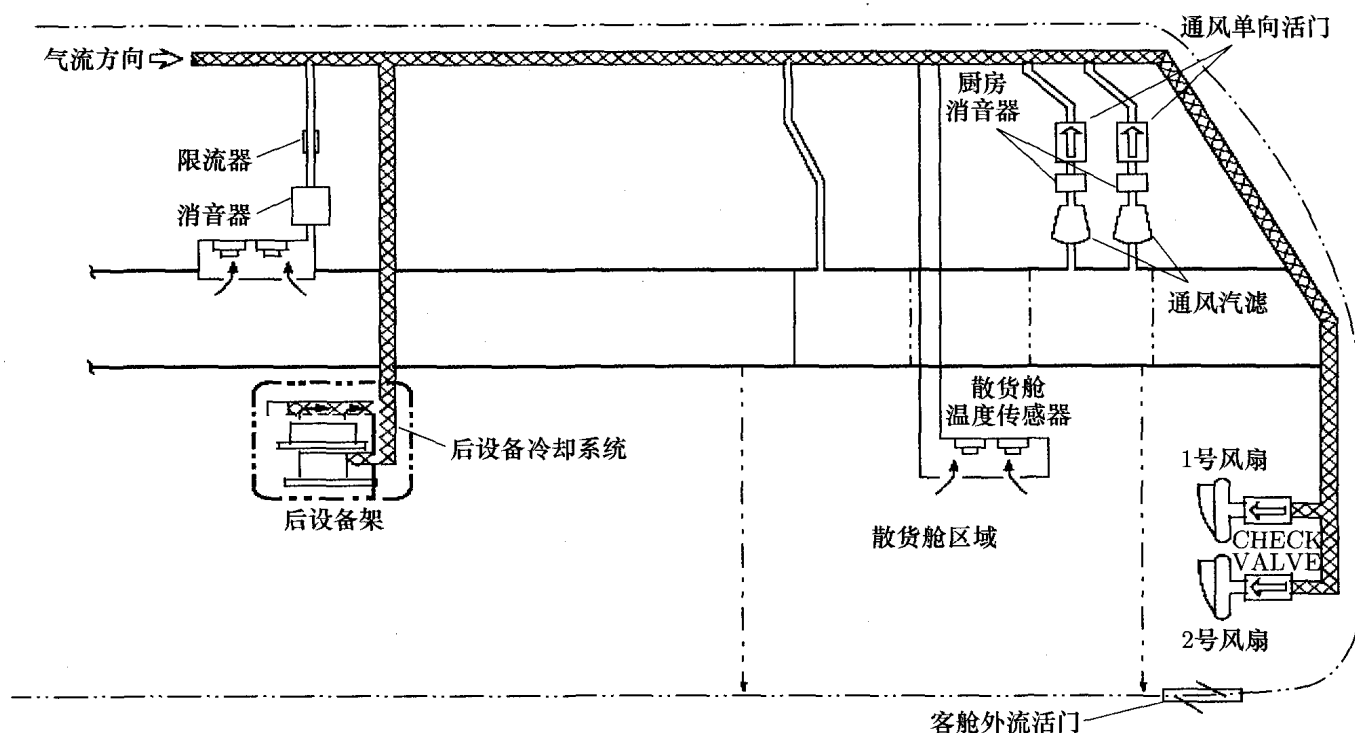 通风单向活门
气流方向
厨房
消音器
限流器
消音器
通风汽滤
散货舱
温度传感器
后设备冷却系统
1号风扇
后设备架
散货舱区域
CHECK
VALVE
2号风扇
客舱外流活门